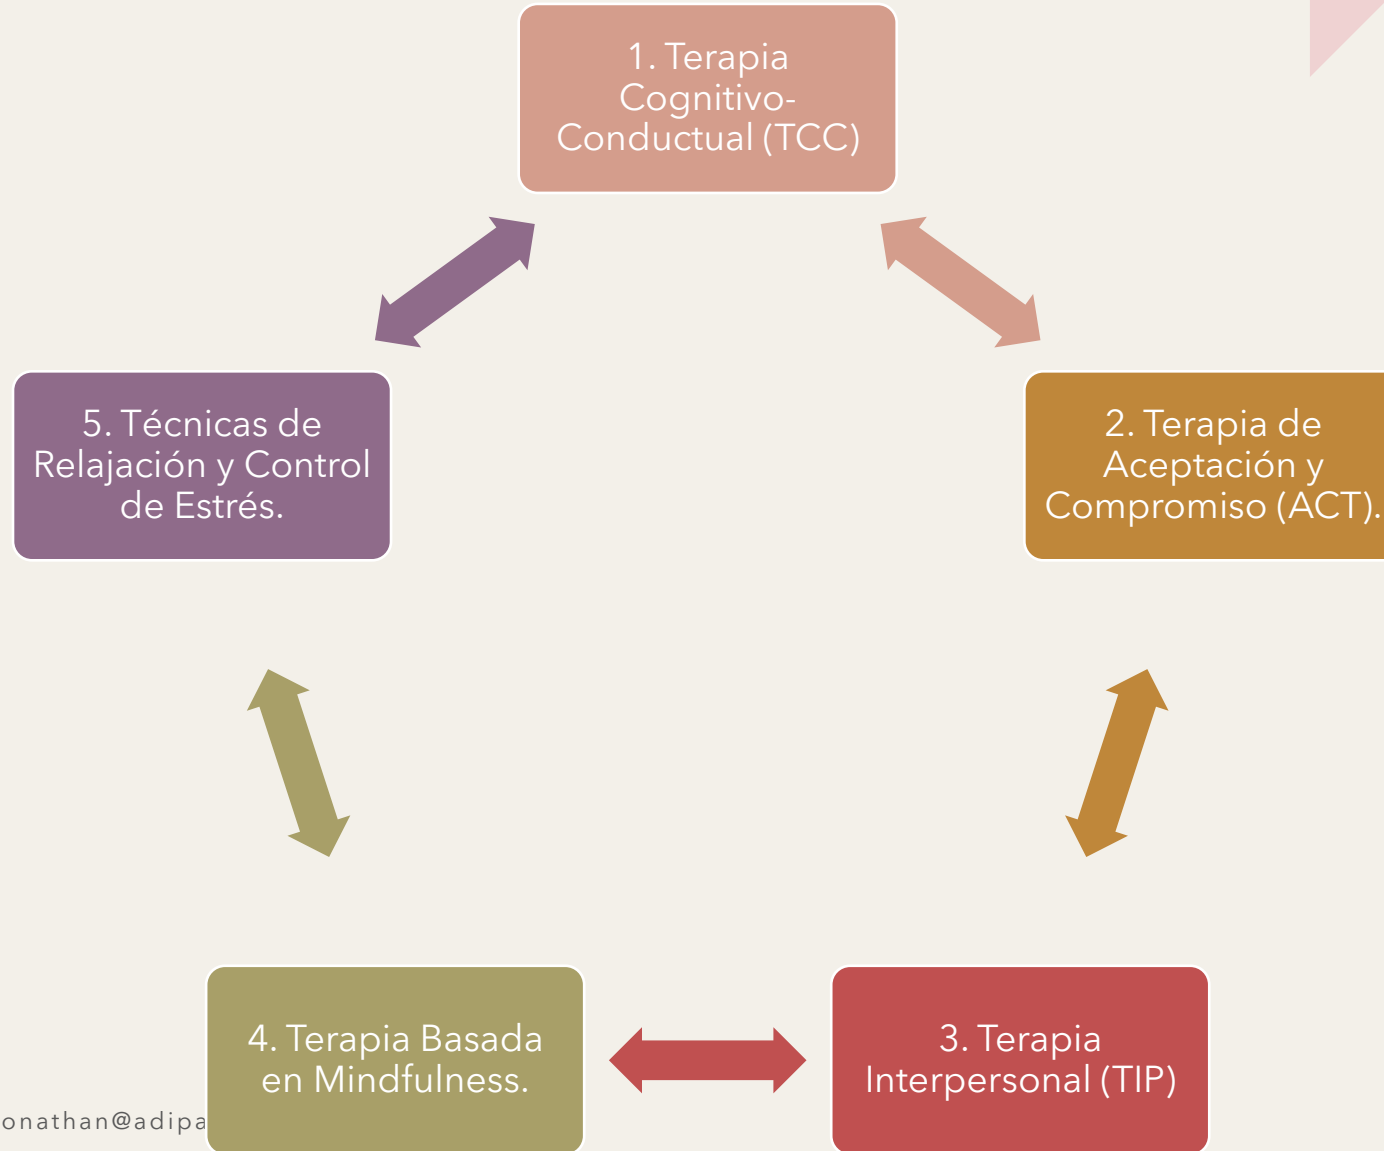 1. Terapia
Cognitivo-
Conductual (TCC)
2. Terapia de
Aceptación y
Compromiso (ACT).
3. Terapia
Interpersonal (TIP)
4. Terapia Basada
en Mindfulness.
5. Técnicas de
Relajación y Control
de Estrés.
onathan@adipa